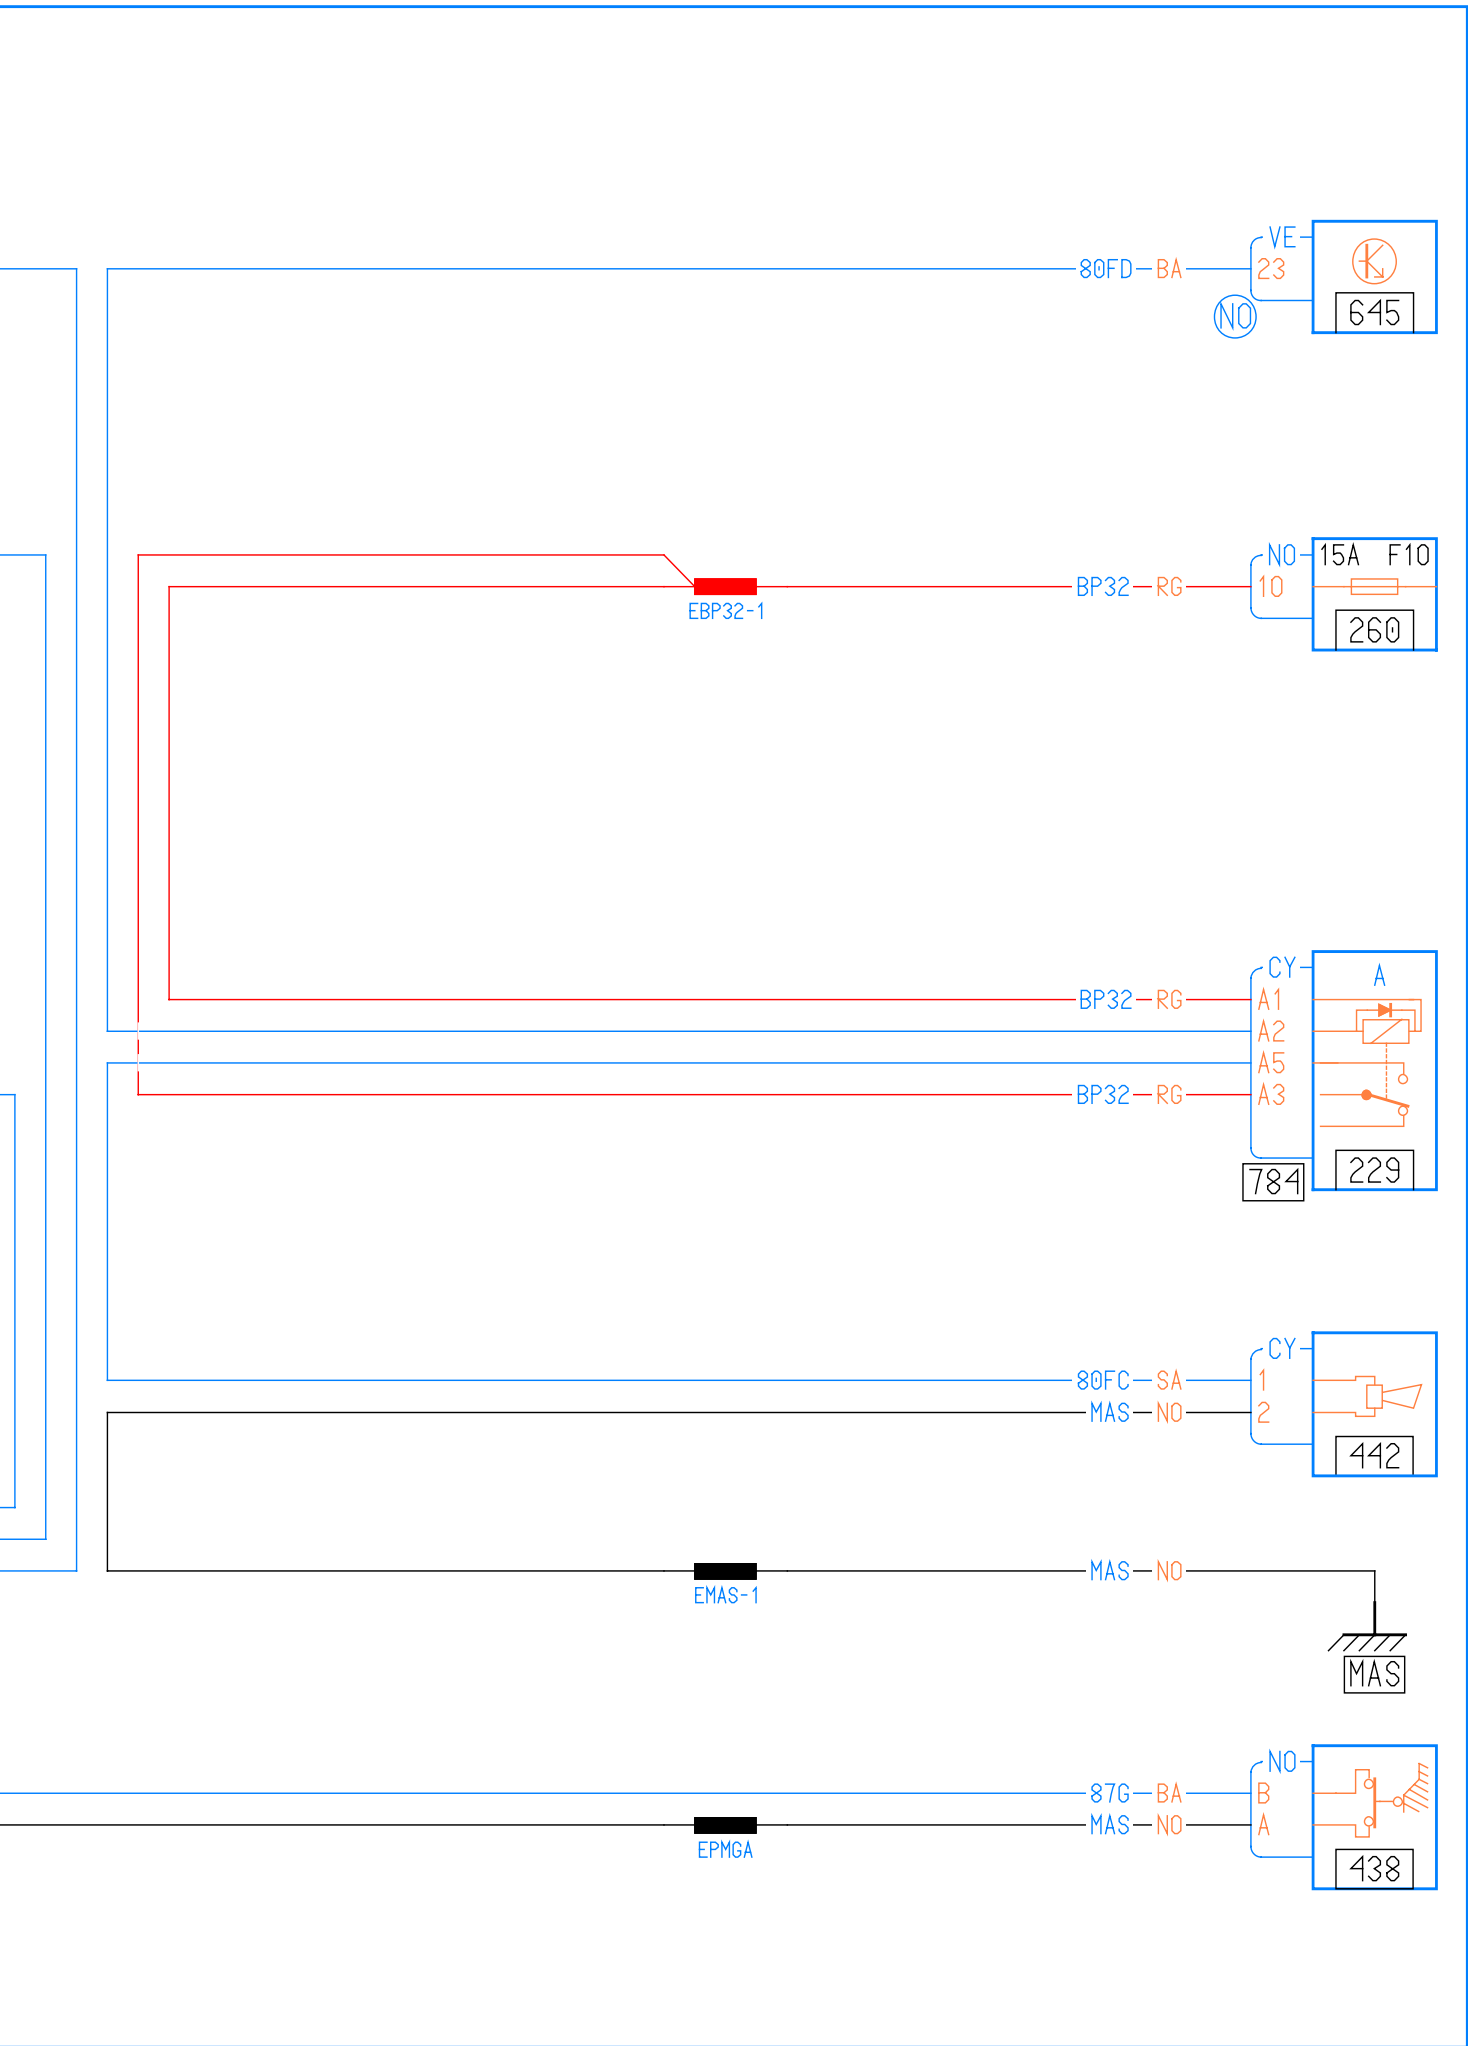 VE
80FD BA 23
NO
645
NO 15A F10
BP32 RG 10
EBP32-1
260
CY A
BP32 RG A1
A2
A5
BP32 RG A3
784 229
CY
80FC SA 1
MAS NO 2
442
MAS NO
EMAS-1
MAS
NO
87G BA B
MAS NO A
EPMGA
438